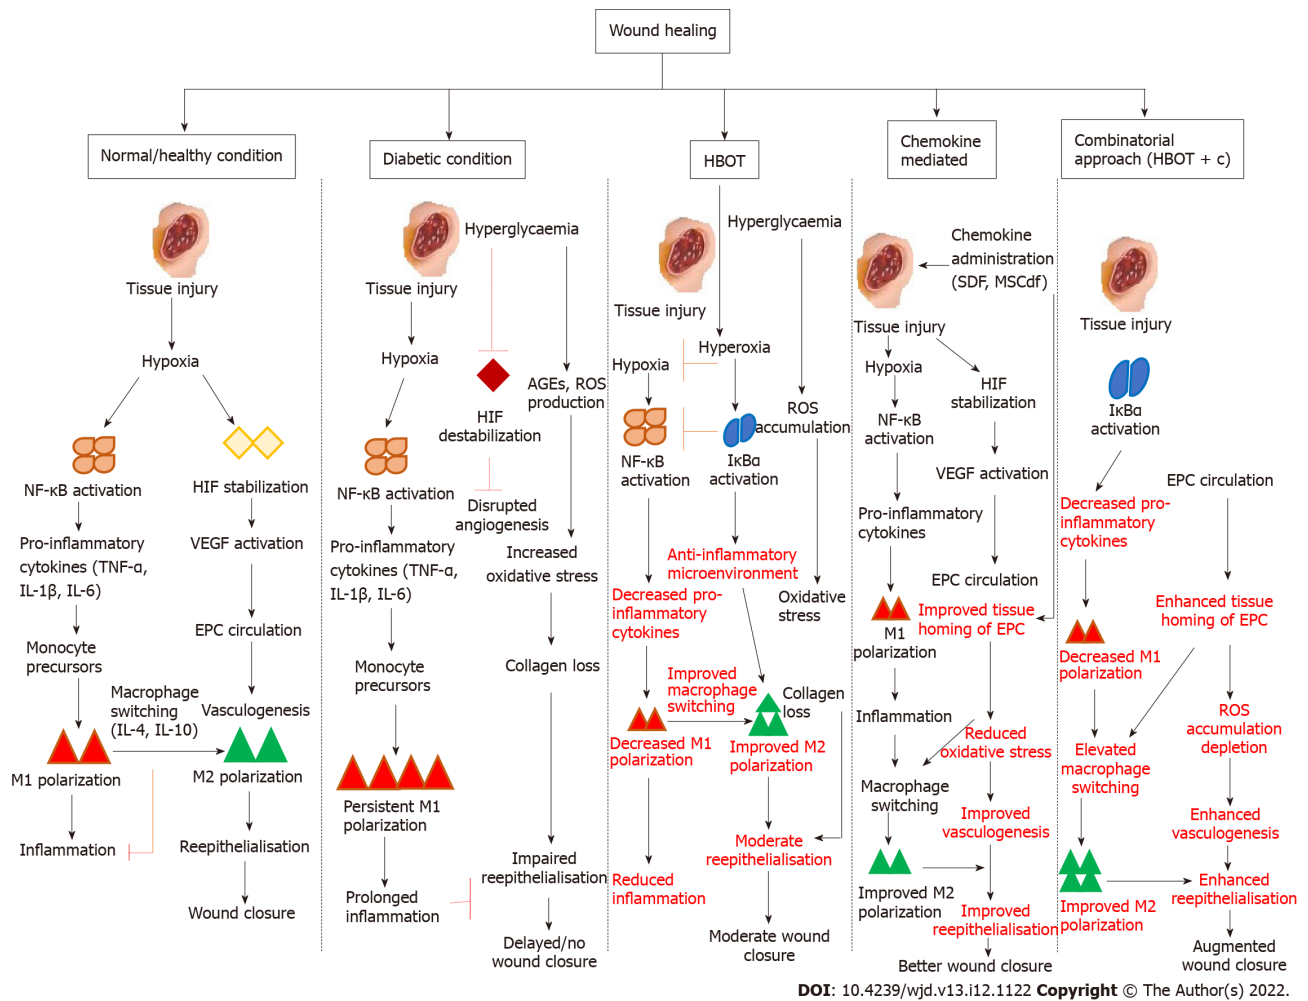 Wound healing
Normal/healthy condition
Tissue injury
Hypoxia
NF-κB activation
HIF stabilization
Pro-inflammatory
cytokines (TNF-ɑ,
IL-1β, IL-6)
VEGF activation
EPC circulation
Monocyte
precursors
Macrophage
switching
(IL-4, IL-10)
Vasculogenesis
M1 polarization
M2 polarization
Inflammation
Reepithelialisation
Wound closure
Diabetic condition
Hyperglycaemia
Tissue injury
Hypoxia
AGEs, ROS
production
HIF
destabilization
NF-κB activation
Disrupted
angiogenesis
Pro-inflammatory
cytokines (TNF-ɑ,
IL-1β, IL-6)
Increased
oxidative stress
Monocyte
precursors
Collagen loss
Persistent M1
polarization
Impaired
reepithelialisation
Prolonged
inflammation
Delayed/no
wound closure
HBOT
Hyperglycaemia
Tissue injury
Hyperoxia
Hypoxia
ROS
accumulation
NF-κB
activation
IκBɑ
activation
Anti-inflammatory
microenvironment
Decreased pro-
inflammatory
cytokines
Oxidative
stress
Improved
macrophage
switching
Collagen
loss
Decreased M1
polarization
Improved M2
polarization
Moderate
reepithelialisation
Reduced
inflammation
Moderate wound
closure
Chemokine
mediated
Chemokine
administration
(SDF, MSCdf)
Tissue injury
Hypoxia
HIF
stabilization
NF-κB
activation
VEGF activation
Pro-inflammatory
cytokines
EPC circulation
Improved tissue
homing of EPC
M1
polarization
Inflammation
Reduced
oxidative stress
Macrophage
switching
Improved
vasculogenesis
Improved M2
polarization
Improved
reepithelialisation
Better wound closure
Combinatorial
approach (HBOT + c)
Tissue injury
IκBɑ
activation
EPC circulation
Decreased pro-
inflammatory
cytokines
Enhanced tissue
homing of EPC
Decreased M1
polarization
ROS
accumulation
depletion
Elevated
macrophage
switching
Enhanced
vasculogenesis
Enhanced
reepithelialisation
Improved M2
polarization
Augmented
wound closure
DOI: 10.4239/wjd.v13.i12.1122 Copyright © The Author(s) 2022.